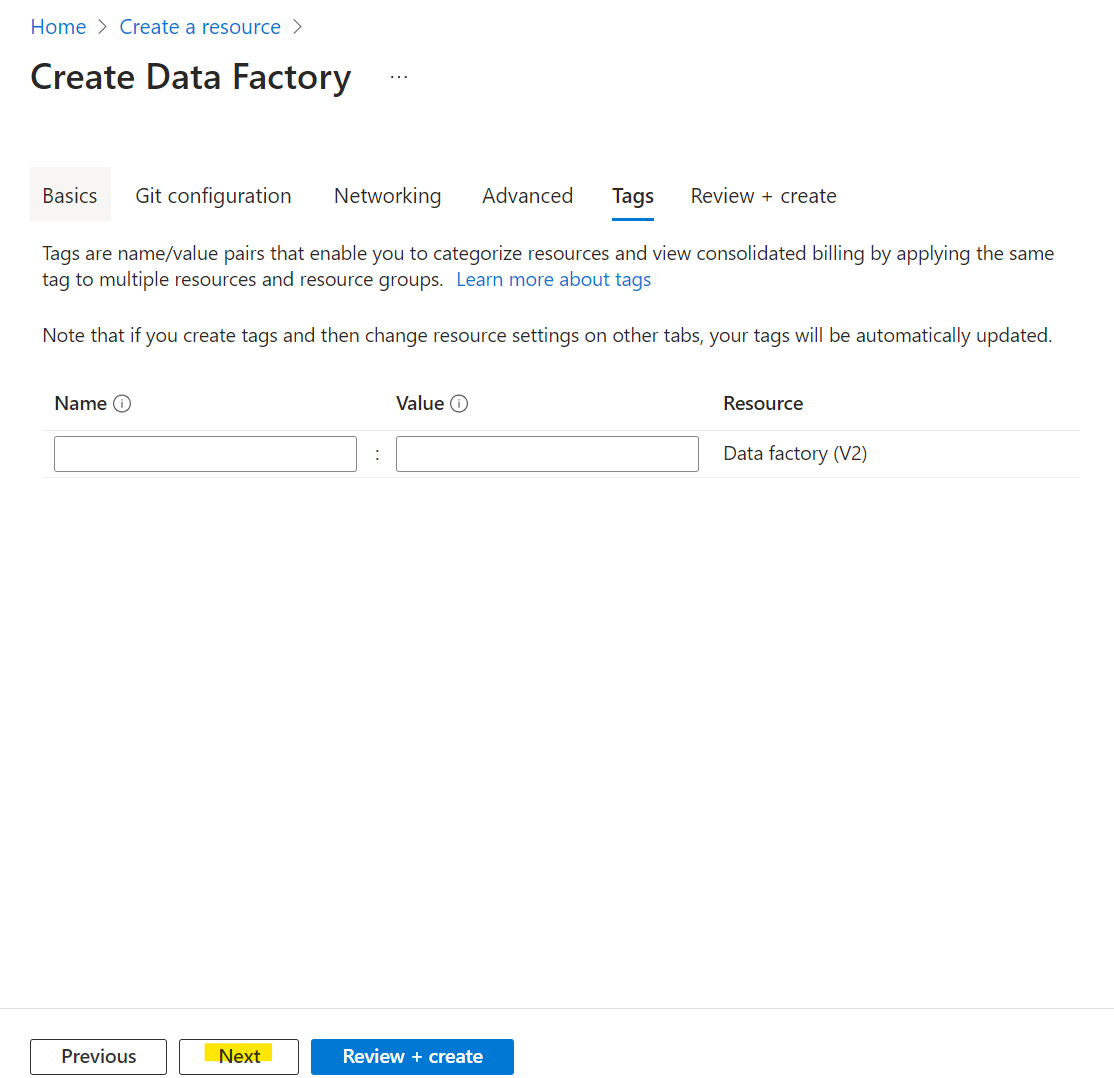 Home > Create a resource >
Create Data Factory ...
Basics Git configuration Networking Advanced Tags Review + create
Tags are name/value pairs that enable you to categorize resources and view consolidated billing by applying the same
tag to multiple resources and resource groups. Learn more about tags
Note that if you create tags and then change resource settings on other tabs, your tags will be automatically updated.
Name Value Resource
: Data factory (V2)
Previous Next Review + create